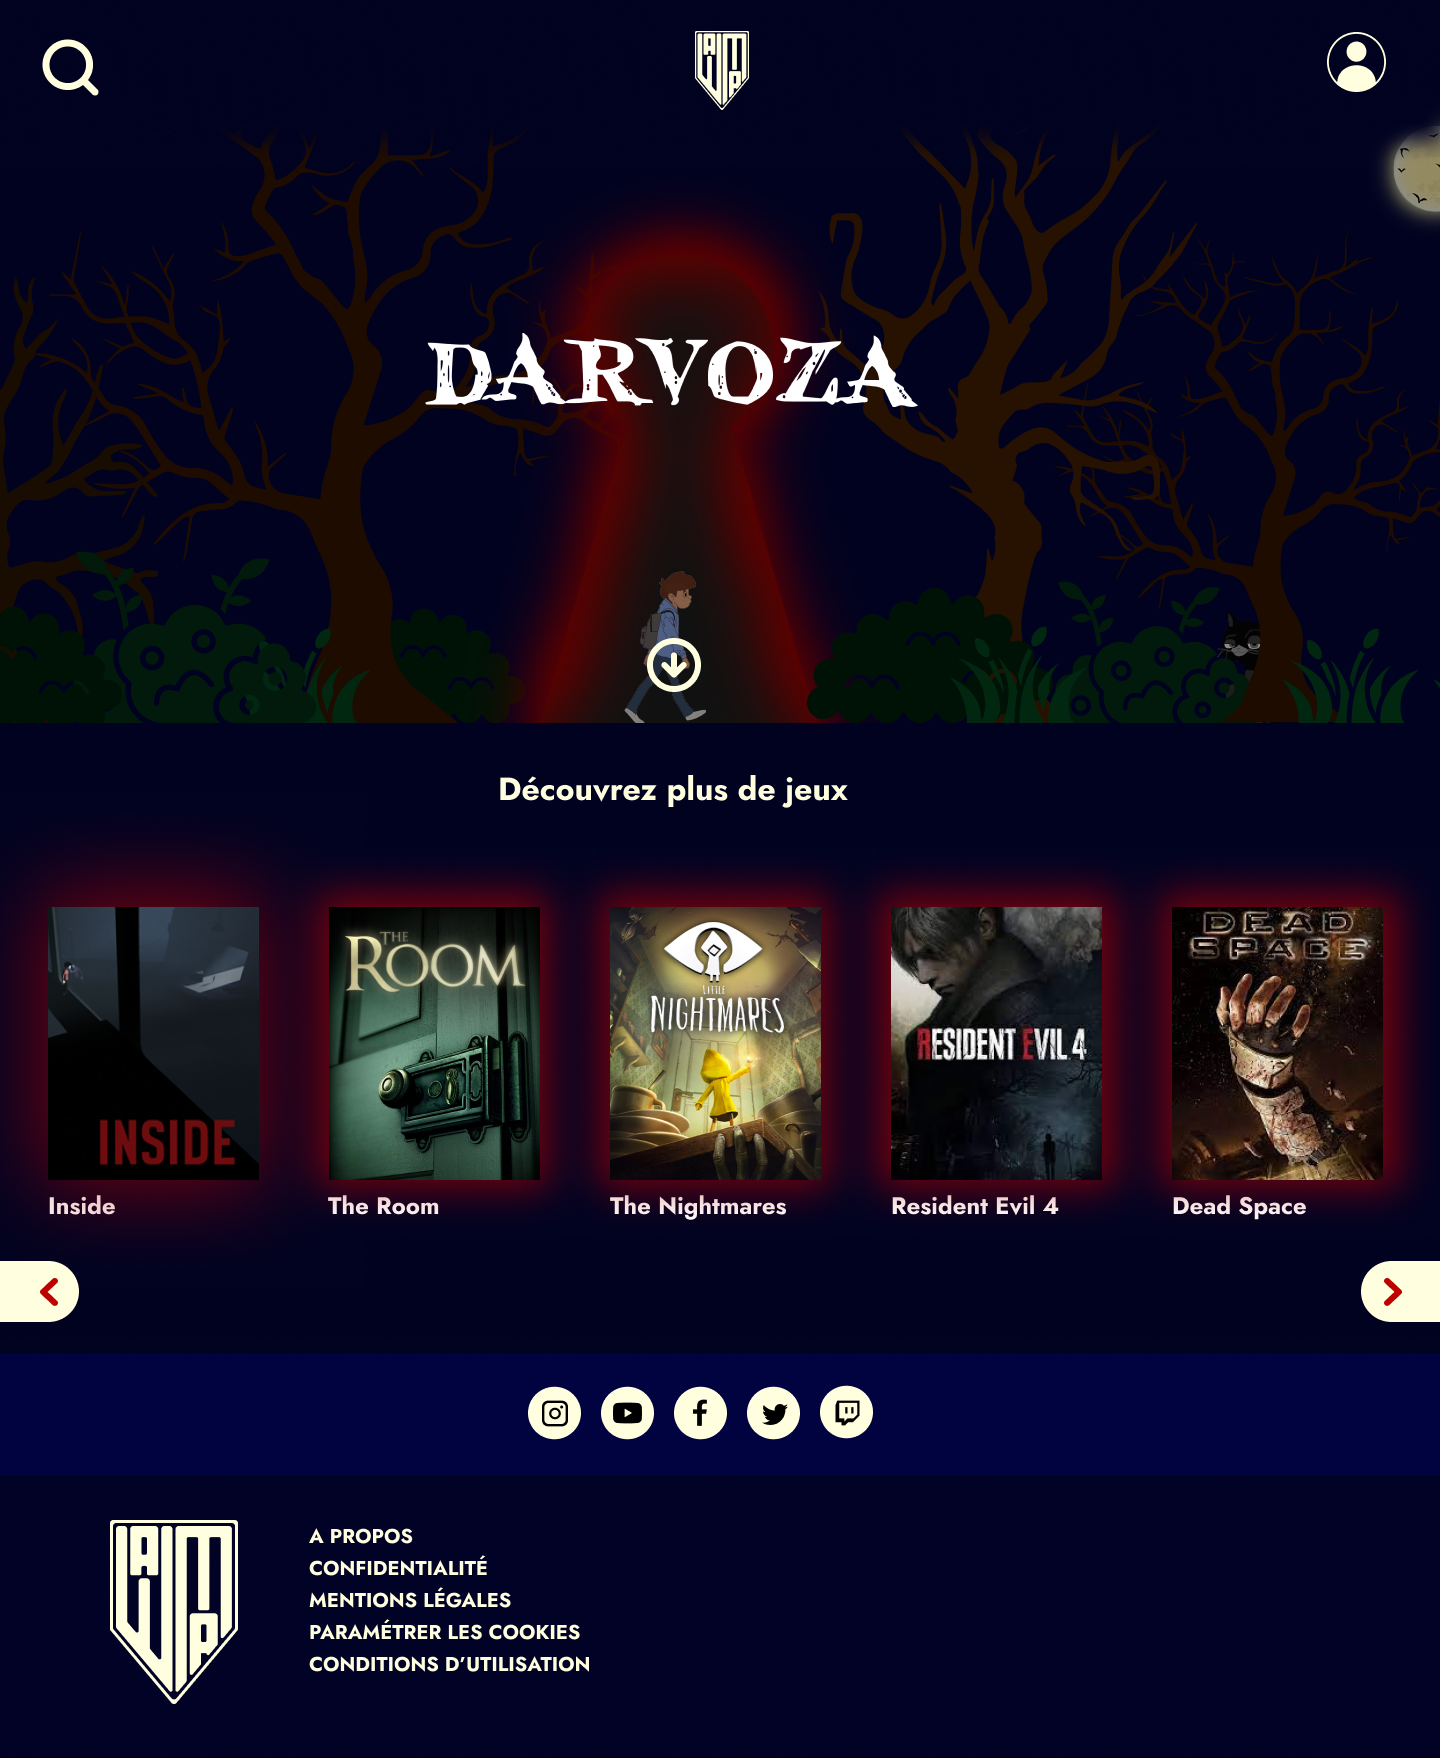 DARVOZA
Découvrez plus de jeux
INSIDE
THE
ROOM
LITTLE
NIGHTMARES
RESIDENT EVIL 4
DEAD
SPACE
Inside
The Room
The Nightmares
Resident Evil 4
Dead Space
A PROPOS
CONFIDENTIALITÉ
MENTIONS LÉGALES
PARAMÉTRER LES COOKIES
CONDITIONS D’UTILISATION